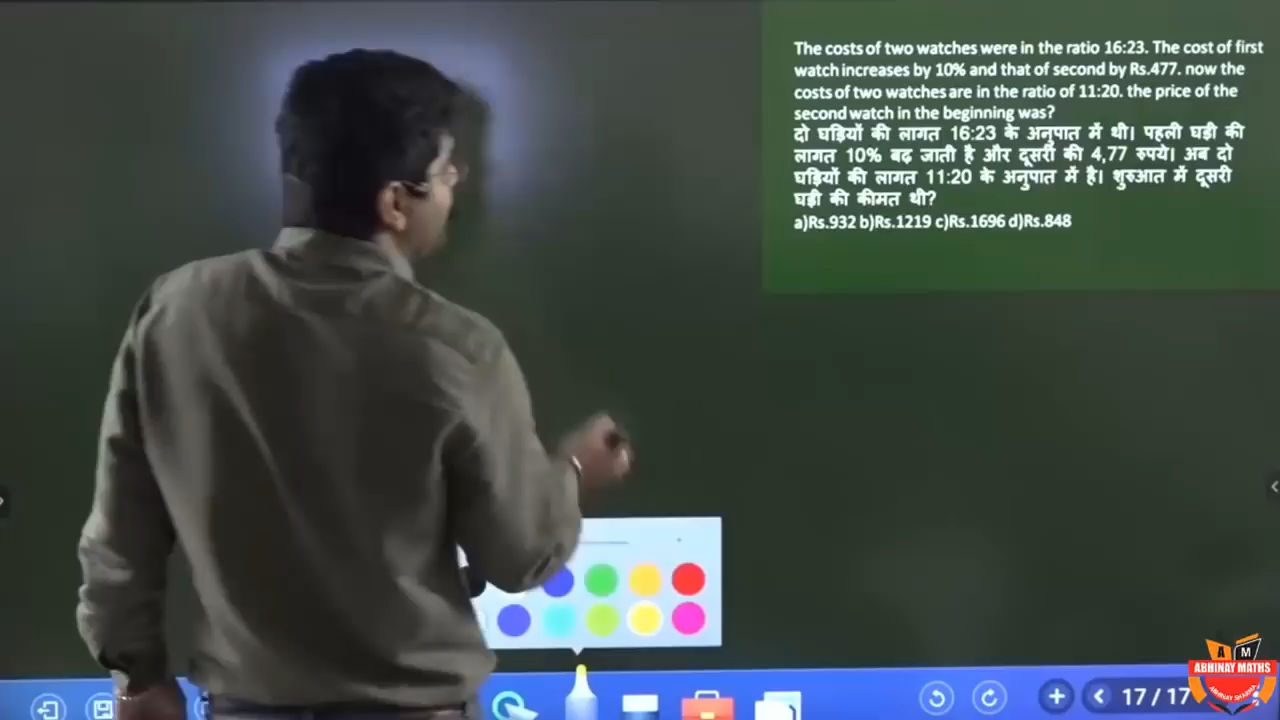 The costs of two watches were in the ratio 16:23. The cost of first
watch increases by 10% and that of second by Rs.477. now the
costs of two watches are in the ratio of 11:20. the price of the
second watch in the beginning was?
दो घड़ियों की लागत 16:23 के अनुपात में थी। पहली घड़ी की
लागत 10% बढ़ जाती है और दूसरी की 4,77 रुपये। अब दो
घड़ियों की लागत 11:20 के अनुपात में है। शुरुआत में दूसरी
घड़ी की कीमत थी?
a)Rs.932 b)Rs.1219 c)Rs.1696 d)Rs.848
17 / 17
A M
ABHINAY MATHS
ABHINAY SHARMA